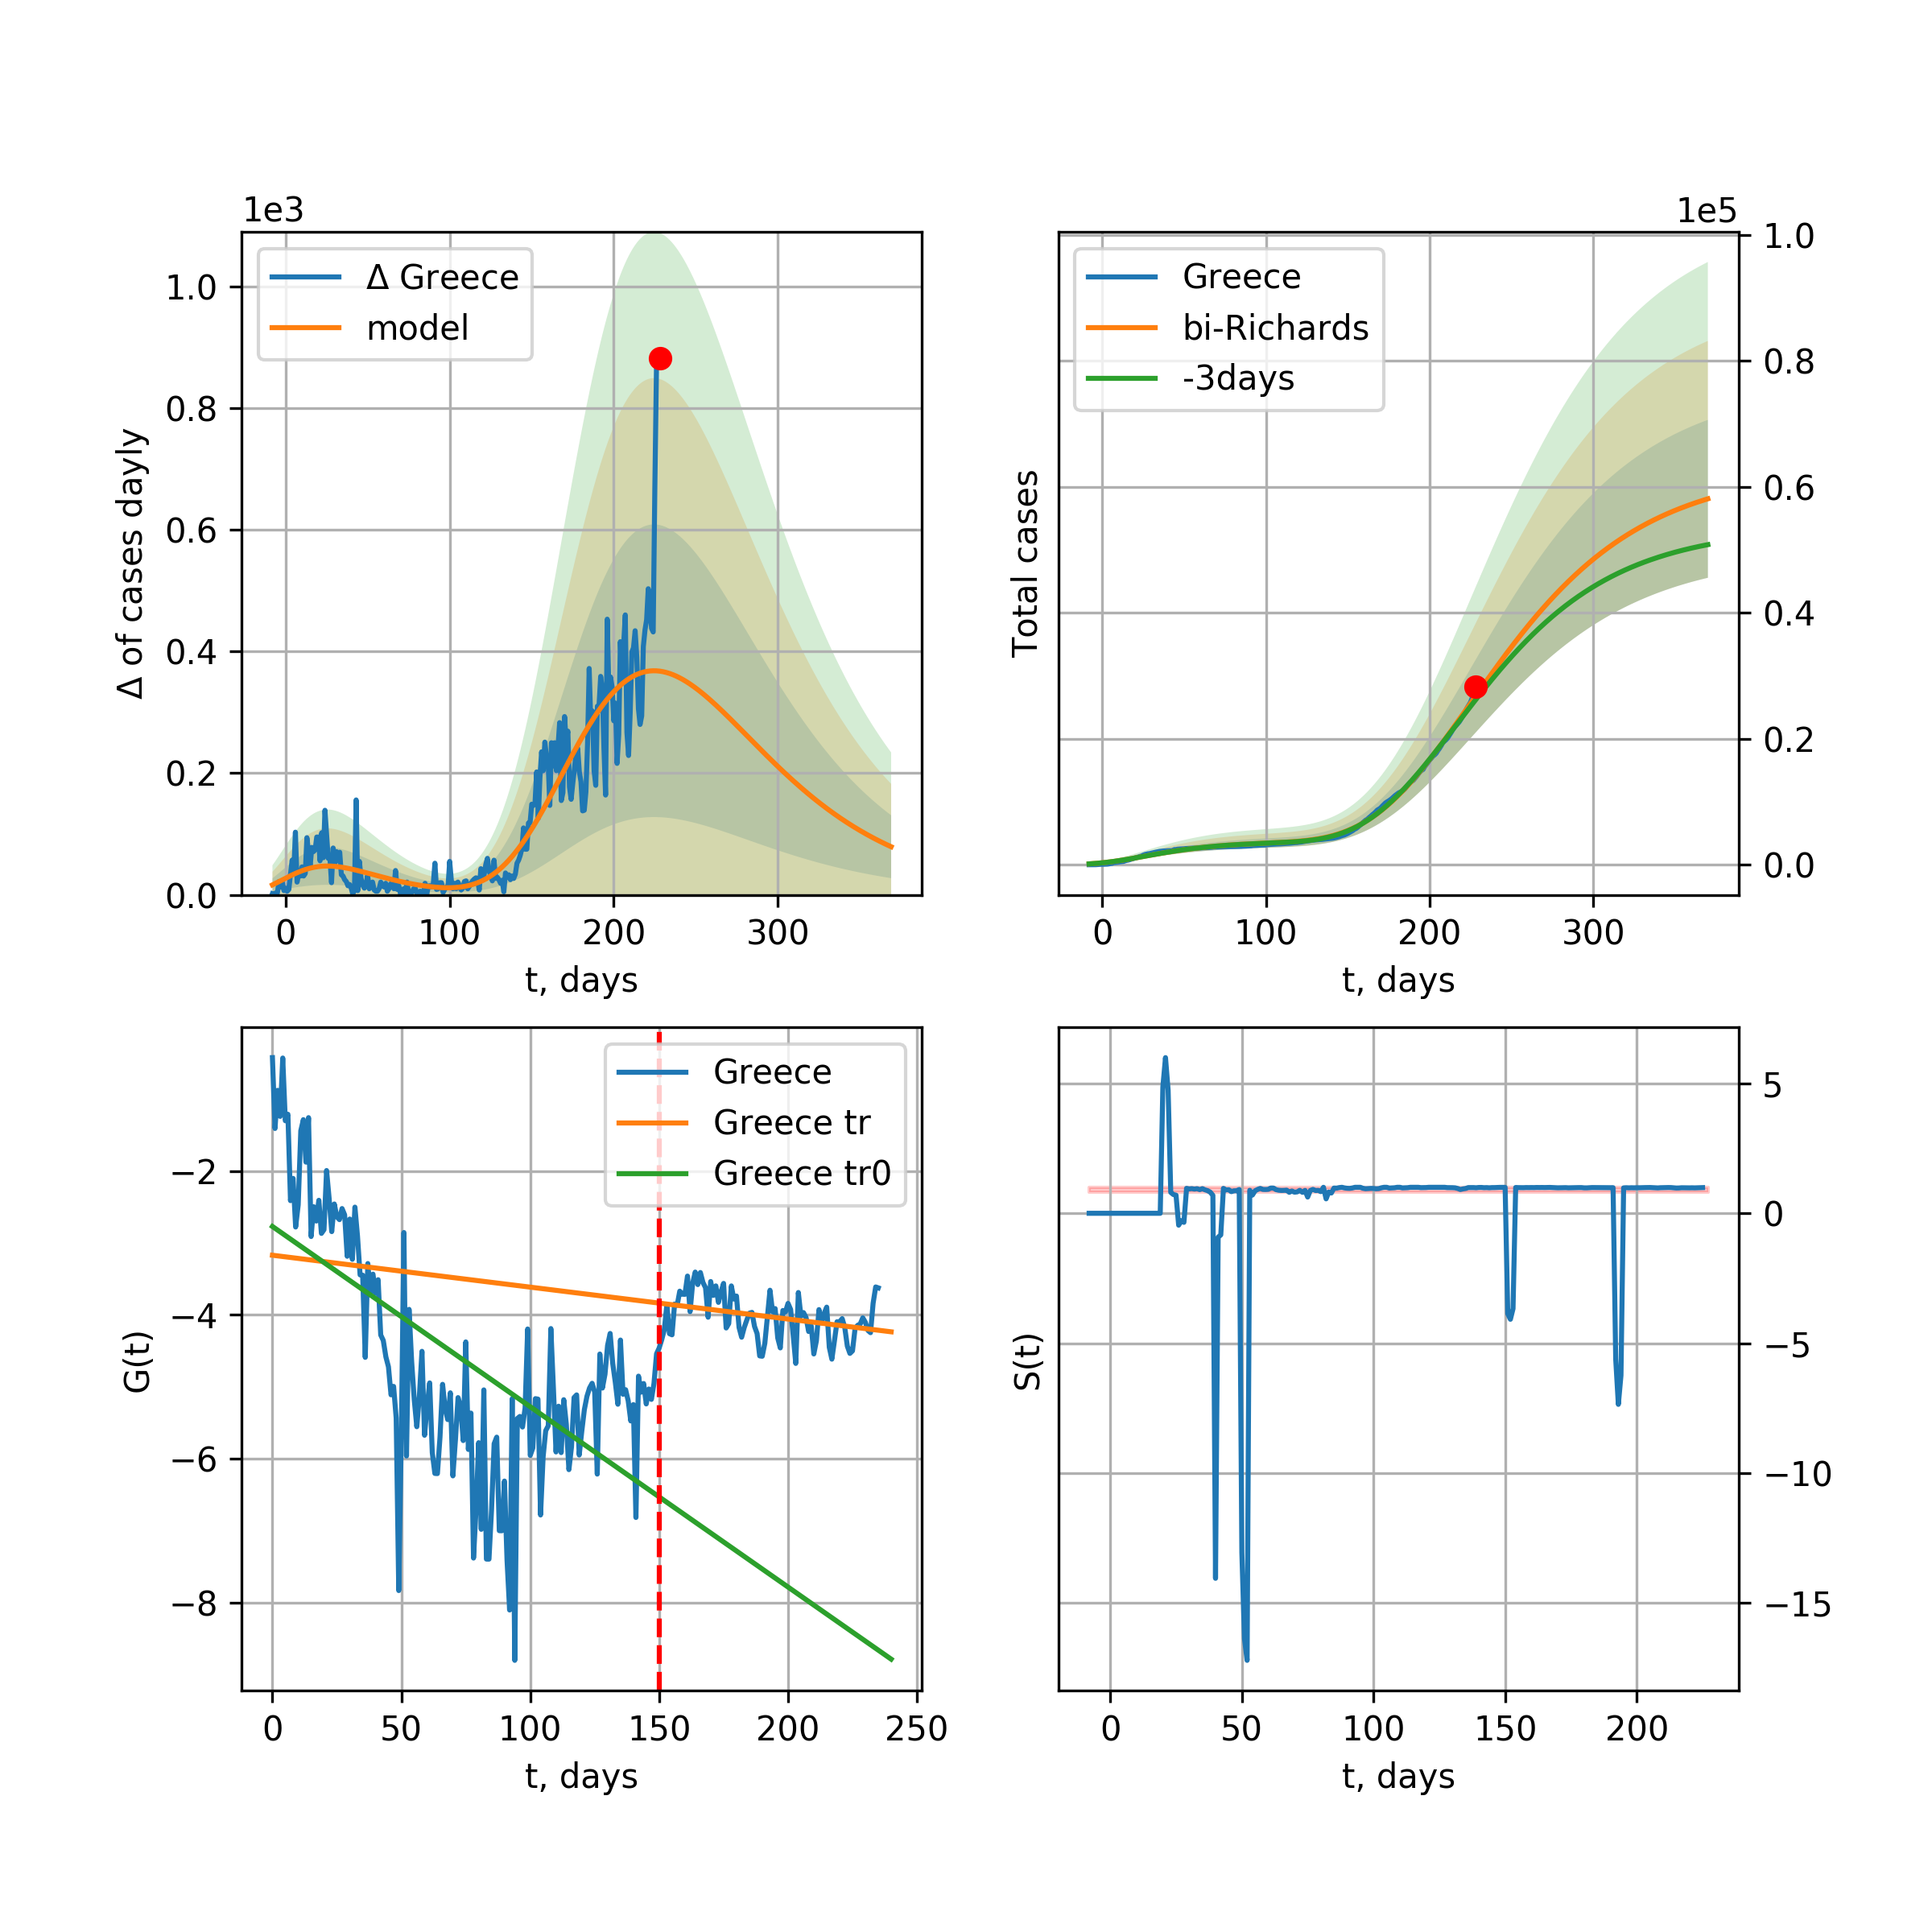 1e3
1.0
0.8
0.6
0.4
0.2
0.0
Δ of cases dayly
Δ Greece
model
0
100
200
300
t, days
1e5
1.0
0.8
0.6
0.4
0.2
0.0
Total cases
Greece
bi-Richards
-3days
0
100
200
300
t, days
−2
−4
−6
−8
G(t)
Greece
Greece tr
Greece tr0
0
50
100
150
200
250
t, days
5
0
−5
−10
−15
S(t)
0
50
100
150
200
t, days